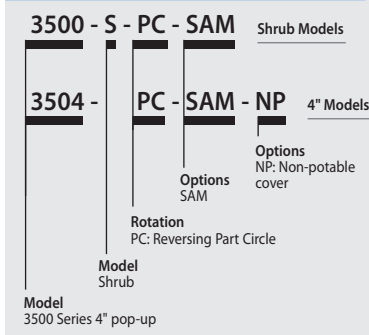 3500 - S - PC - SAM Shrub Models
3504 - PC - SAM - NP 4" Models
Options
NP: Non-potable
cover
Options
SAM
Rotation
PC: Reversing Part Circle
Model
Shrub
Model
3500 Series 4" pop-up